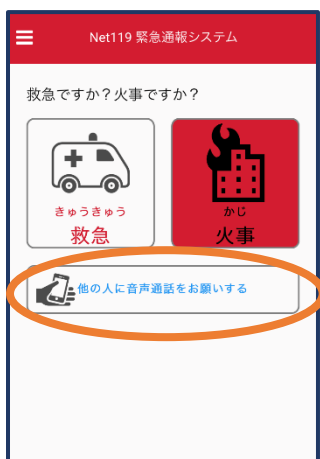 Net119 緊急通報システム
救急ですか？火事ですか？
きゅうきゅう
救急
かじ
火事
他の人に音声通話をお願いする